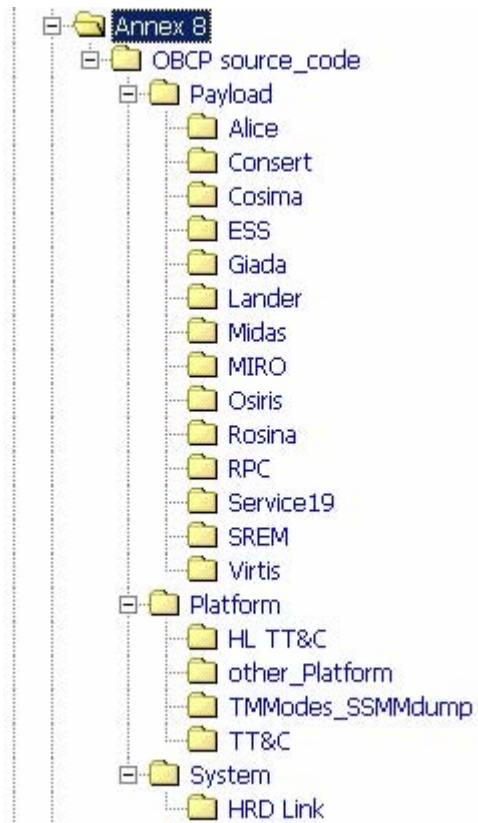 Annex 8
OBCP source_code
Payload
Alice
Consert
Cosima
ESS
Giada
Lander
Midas
MIRO
Osiris
Rosina
RPC
Service19
SREM
Virtis
Platform
HL TT&C
other_Platform
TMModes_SSMMdump
TT&C
System
HRD Link